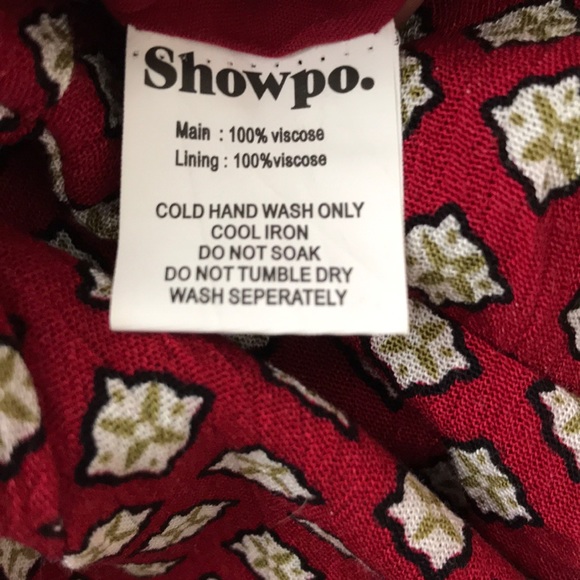 Showpo.
Main : 100% viscose
Lining : 100%viscose
COLD HAND WASH ONLY
COOL IRON
DO NOT SOAK
DO NOT TUMBLE DRY
WASH SEPERATELY